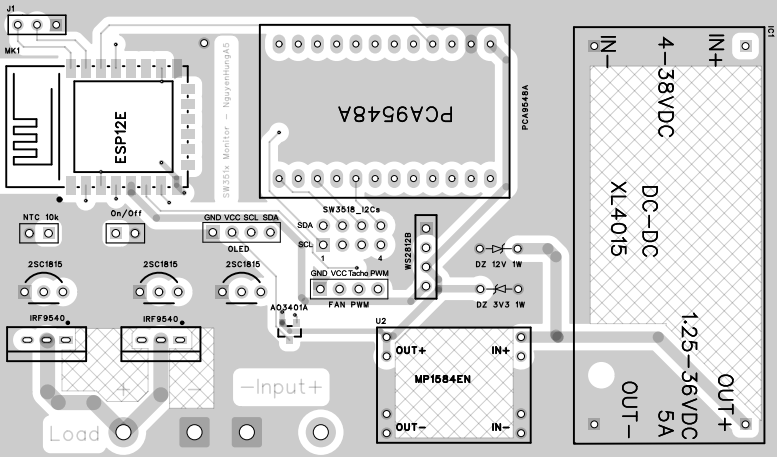 J1
MK1
ESP12E
SW351x Monitor - NguyenHungA5
PCA9548A
PCA9548A
IC1
IN-
4-38VDC
IN+
DC-DC
XL4015
NTC 10k
On/Off
GND VCC SCL SDA
OLED
SW3518_I2Cs
SDA
SCL
1
4
WS2812B
DZ 12V 1W
DZ 3V3 1W
2SC1815
2SC1815
2SC1815
GND VCC Tacho PWM
FAN PWM
AO3401A
IRF9540
IRF9540
U2
OUT+
IN+
MP1584EN
OUT-
IN-
1.25-36VDC
5A
OUT-
OUT+
+
-
-Input+
Load